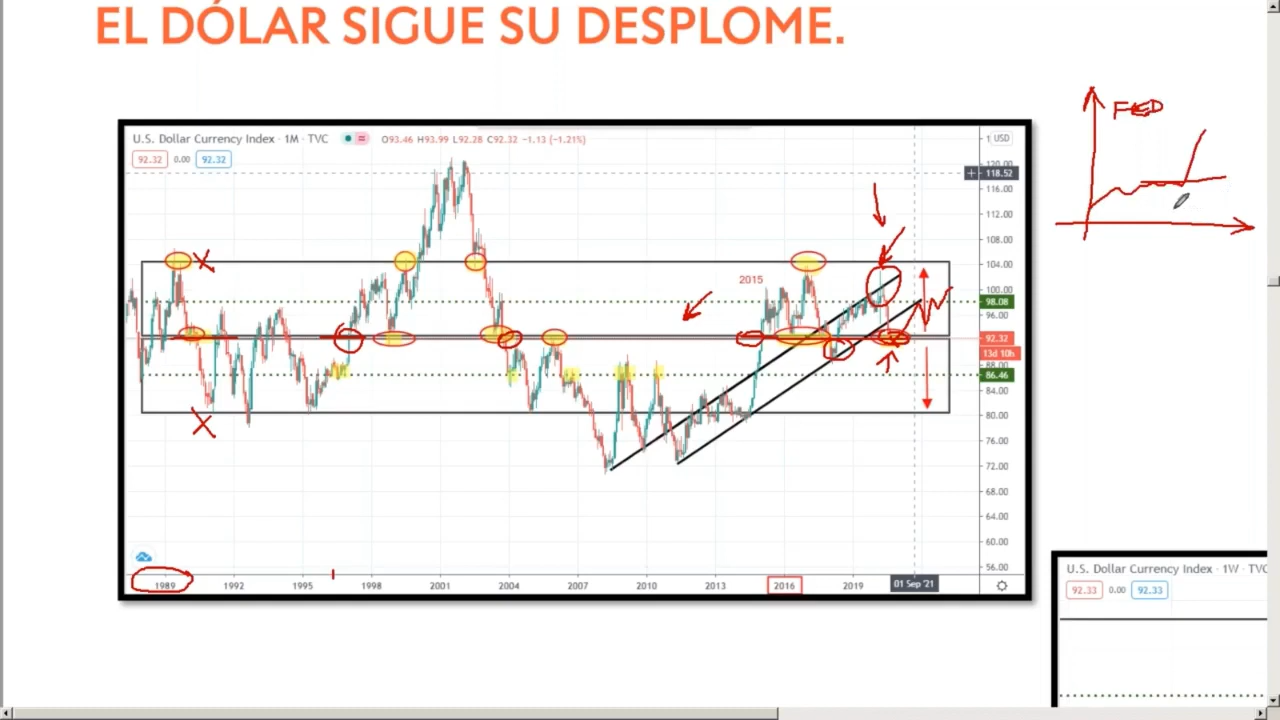 EL DÓLAR SIGUE SU DESPLOME.
FED
U.S. Dollar Currency Index · 1M · TVC O93.46 H93.99 L92.28 C92.32 −1.13 (−1.21%)
USD
92.32 0.00 92.32
120.00
118.52
116.00
112.00
108.00
104.00
2015
100.00
98.08
96.00
92.32
13d 10h
88.00
86.46
84.00
80.00
76.00
72.00
68.00
64.00
60.00
56.00
1989 1992 1995 1998 2001 2004 2007 2010 2013 2016 2019 01 Sep '21
U.S. Dollar Currency Index · 1W · TVC
92.33 0.00 92.33